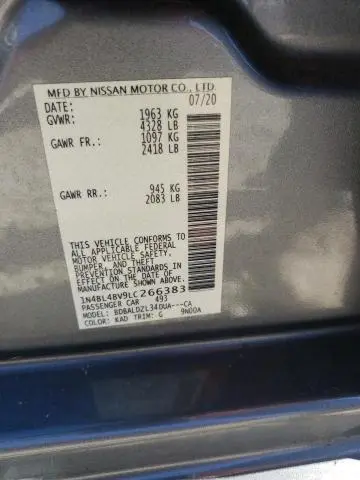 MFD BY NISSAN MOTOR CO., LTD.
DATE: 07/20
GVWR: 1963 KG
4328 LB
GAWR FR.: 1097 KG
2418 LB
GAWR RR.: 945 KG
2083 LB
THIS VEHICLE CONFORMS TO
ALL APPLICABLE FEDERAL
MOTOR VEHICLE SAFETY,
BUMPER, AND THEFT
PREVENTION STANDARDS IN
EFFECT ON THE DATE OF
MANUFACTURE SHOWN ABOVE.
1N4BL4BV9LC266383
PASSENGER CAR 493
MODEL: BDBALDZL34DUA---CA
COLOR: KAD TRIM: G 9N00A